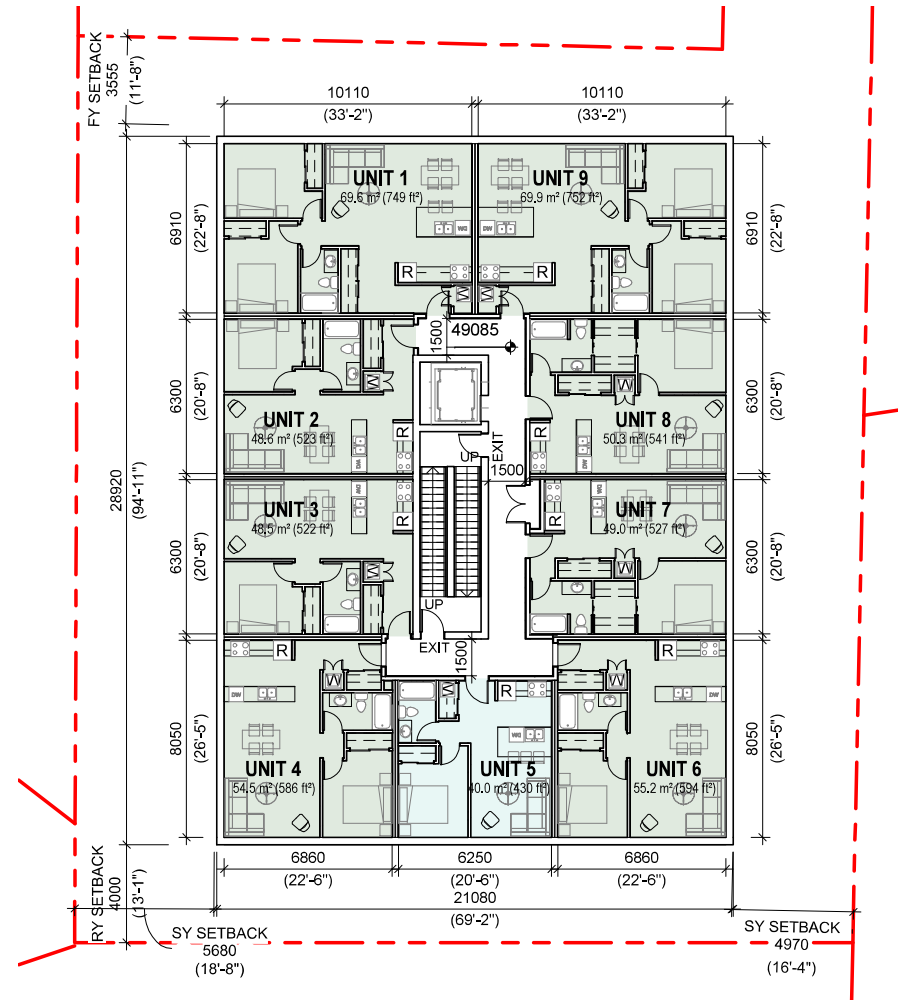 FY SETBACK
3555
(11'-8")
10110
(33'-2")
10110
(33'-2")
UNIT 1
69.6 m² (749 ft²)
UNIT 9
69.9 m² (752 ft²)
6910
(22'-8")
6910
(22'-8")
DW
DW
R
R
W
W
49085
1500
6300
(20'-8")
6300
(20'-8")
W
W
UNIT 2
48.6 m² (523 ft²)
UNIT 8
50.3 m² (541 ft²)
DW
R
R
DW
UP
EXIT
1500
28920
(94'-11")
UNIT 3
48.5 m² (522 ft²)
UNIT 7
49.0 m² (527 ft²)
DW
R
R
DW
6300
(20'-8")
6300
(20'-8")
W
W
UP
EXIT
1500
R
R
W
W
W
R
DW
DW
DW
8050
(26'-5")
8050
(26'-5")
UNIT 4
54.5 m² (586 ft²)
UNIT 5
40.0 m² (430 ft²)
UNIT 6
55.2 m² (594 ft²)
6860
(22'-6")
6250
(20'-6")
6860
(22'-6")
21080
(69'-2")
RY SETBACK
4000
(13'-1")
SY SETBACK
5680
(18'-8")
SY SETBACK
4970
(16'-4")